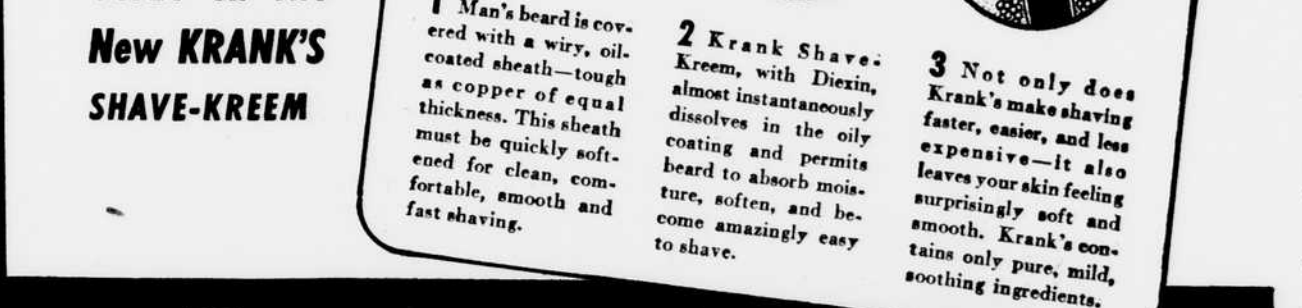 New KRANK'S
SHAVE-KREEM
1 Man's beard is cov-
ered with a wiry, oil-
coated sheath—tough
as copper of equal
thickness. This sheath
must be quickly soft-
ened for clean, com-
fortable, smooth and
fast shaving.
2 Krank Shave-
Kreem, with Diexin,
almost instantaneously
dissolves in the oily
coating and permits
beard to absorb mois-
ture, soften, and be-
come amazingly easy
to shave.
3 Not only does
Krank's make shaving
faster, easier, and less
expensive—it also
leaves your skin feeling
surprisingly soft and
smooth. Krank's con-
tains only pure, mild,
soothing ingredients.